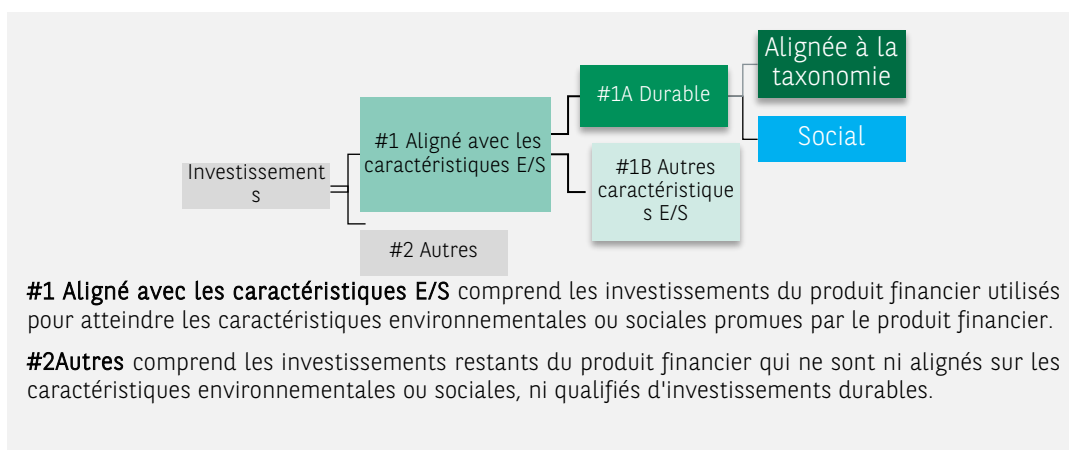 Alignée à la
taxonomie
#1A Durable
Social
#1 Aligné avec les
caractéristiques E/S
#1B Autres
caractéristique
s E/S
Investissement
s
#2 Autres
#1 Aligné avec les caractéristiques E/S comprend les investissements du produit financier utilisés
pour atteindre les caractéristiques environnementales ou sociales promues par le produit financier.
#2Autres comprend les investissements restants du produit financier qui ne sont ni alignés sur les
caractéristiques environnementales ou sociales, ni qualifiés d'investissements durables.